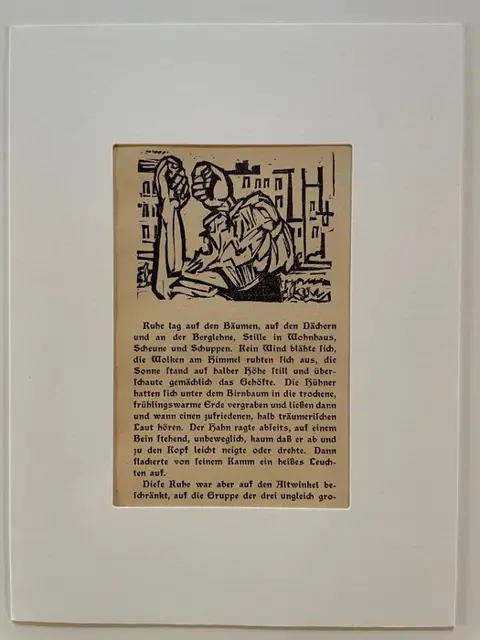 Ruhe lag auf den Bäumen, auf den Dächern
und an der Berglehne, Stille in Wohnhaus,
Scheune und Schuppen. Kein Wind blähte ſich,
die Wolken am Himmel ruhten ſich aus, die
Sonne ſtand auf halber Höhe ſtill und über-
ſchaute gemächlich das Gehöfte. Die Hühner
hatten ſich unter dem Birnbaum in die trockene,
frühlingswarme Erde vergraben und ließen dann
und wann einen zufriedenen, halb träumeriſchen
Laut hören. Der Hahn ragte abſeits, auf einem
Bein ſtehend, unbeweglich, kaum daß er ab und
zu den Kopf leicht neigte oder drehte. Dann
flackerte von ſeinem Kamm ein heißes Leuch-
ten auf.
Dieſe Ruhe war aber auf den Altwinkel be-
ſchränkt, auf die Gruppe der drei ungleich gro-